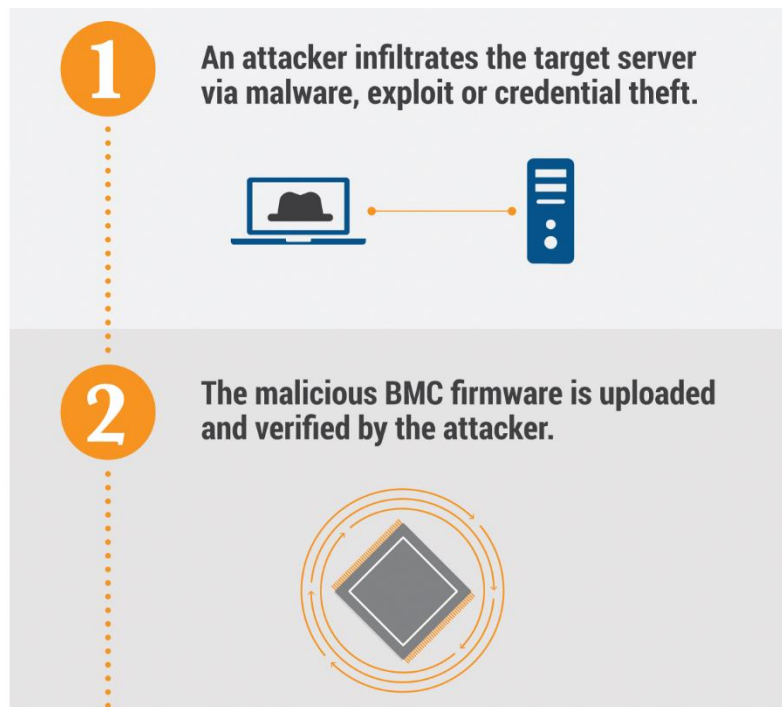 1
An attacker infiltrates the target server
via malware, exploit or credential theft.
2
The malicious BMC firmware is uploaded
and verified by the attacker.